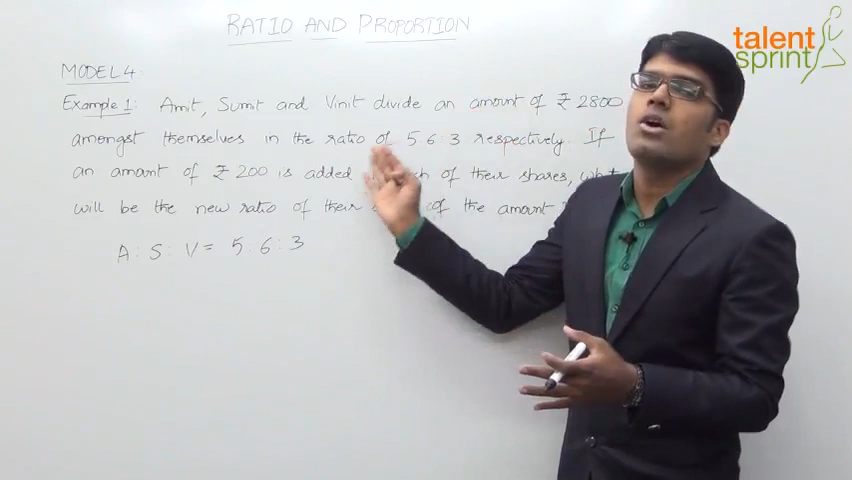 RATIO AND PROPORTION
talent
sprint
MODEL 4:
Example 1: Amit, Sumit and Vinit divide an amount of ₹ 2800
amongst themselves in the ratio of 5:6:3 respectively. If
an amount of ₹ 200 is added of their shares,
will be the new ratio of their of the amount
A : S : V = 5 : 6 : 3